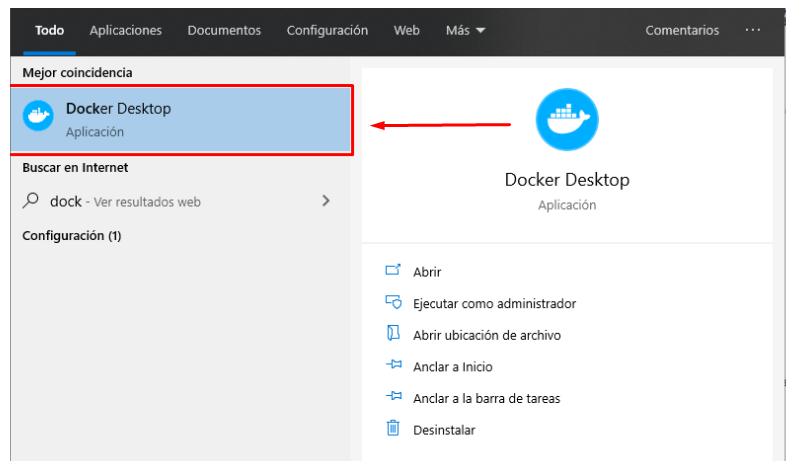 Todo Aplicaciones Documentos Configuración Web Más Comentarios ...
Mejor coincidencia
Docker Desktop
Aplicación
Buscar en Internet
dock - Ver resultados web
Configuración (1)
Docker Desktop
Aplicación
Abrir
Ejecutar como administrador
Abrir ubicación de archivo
Anclar a Inicio
Anclar a la barra de tareas
Desinstalar